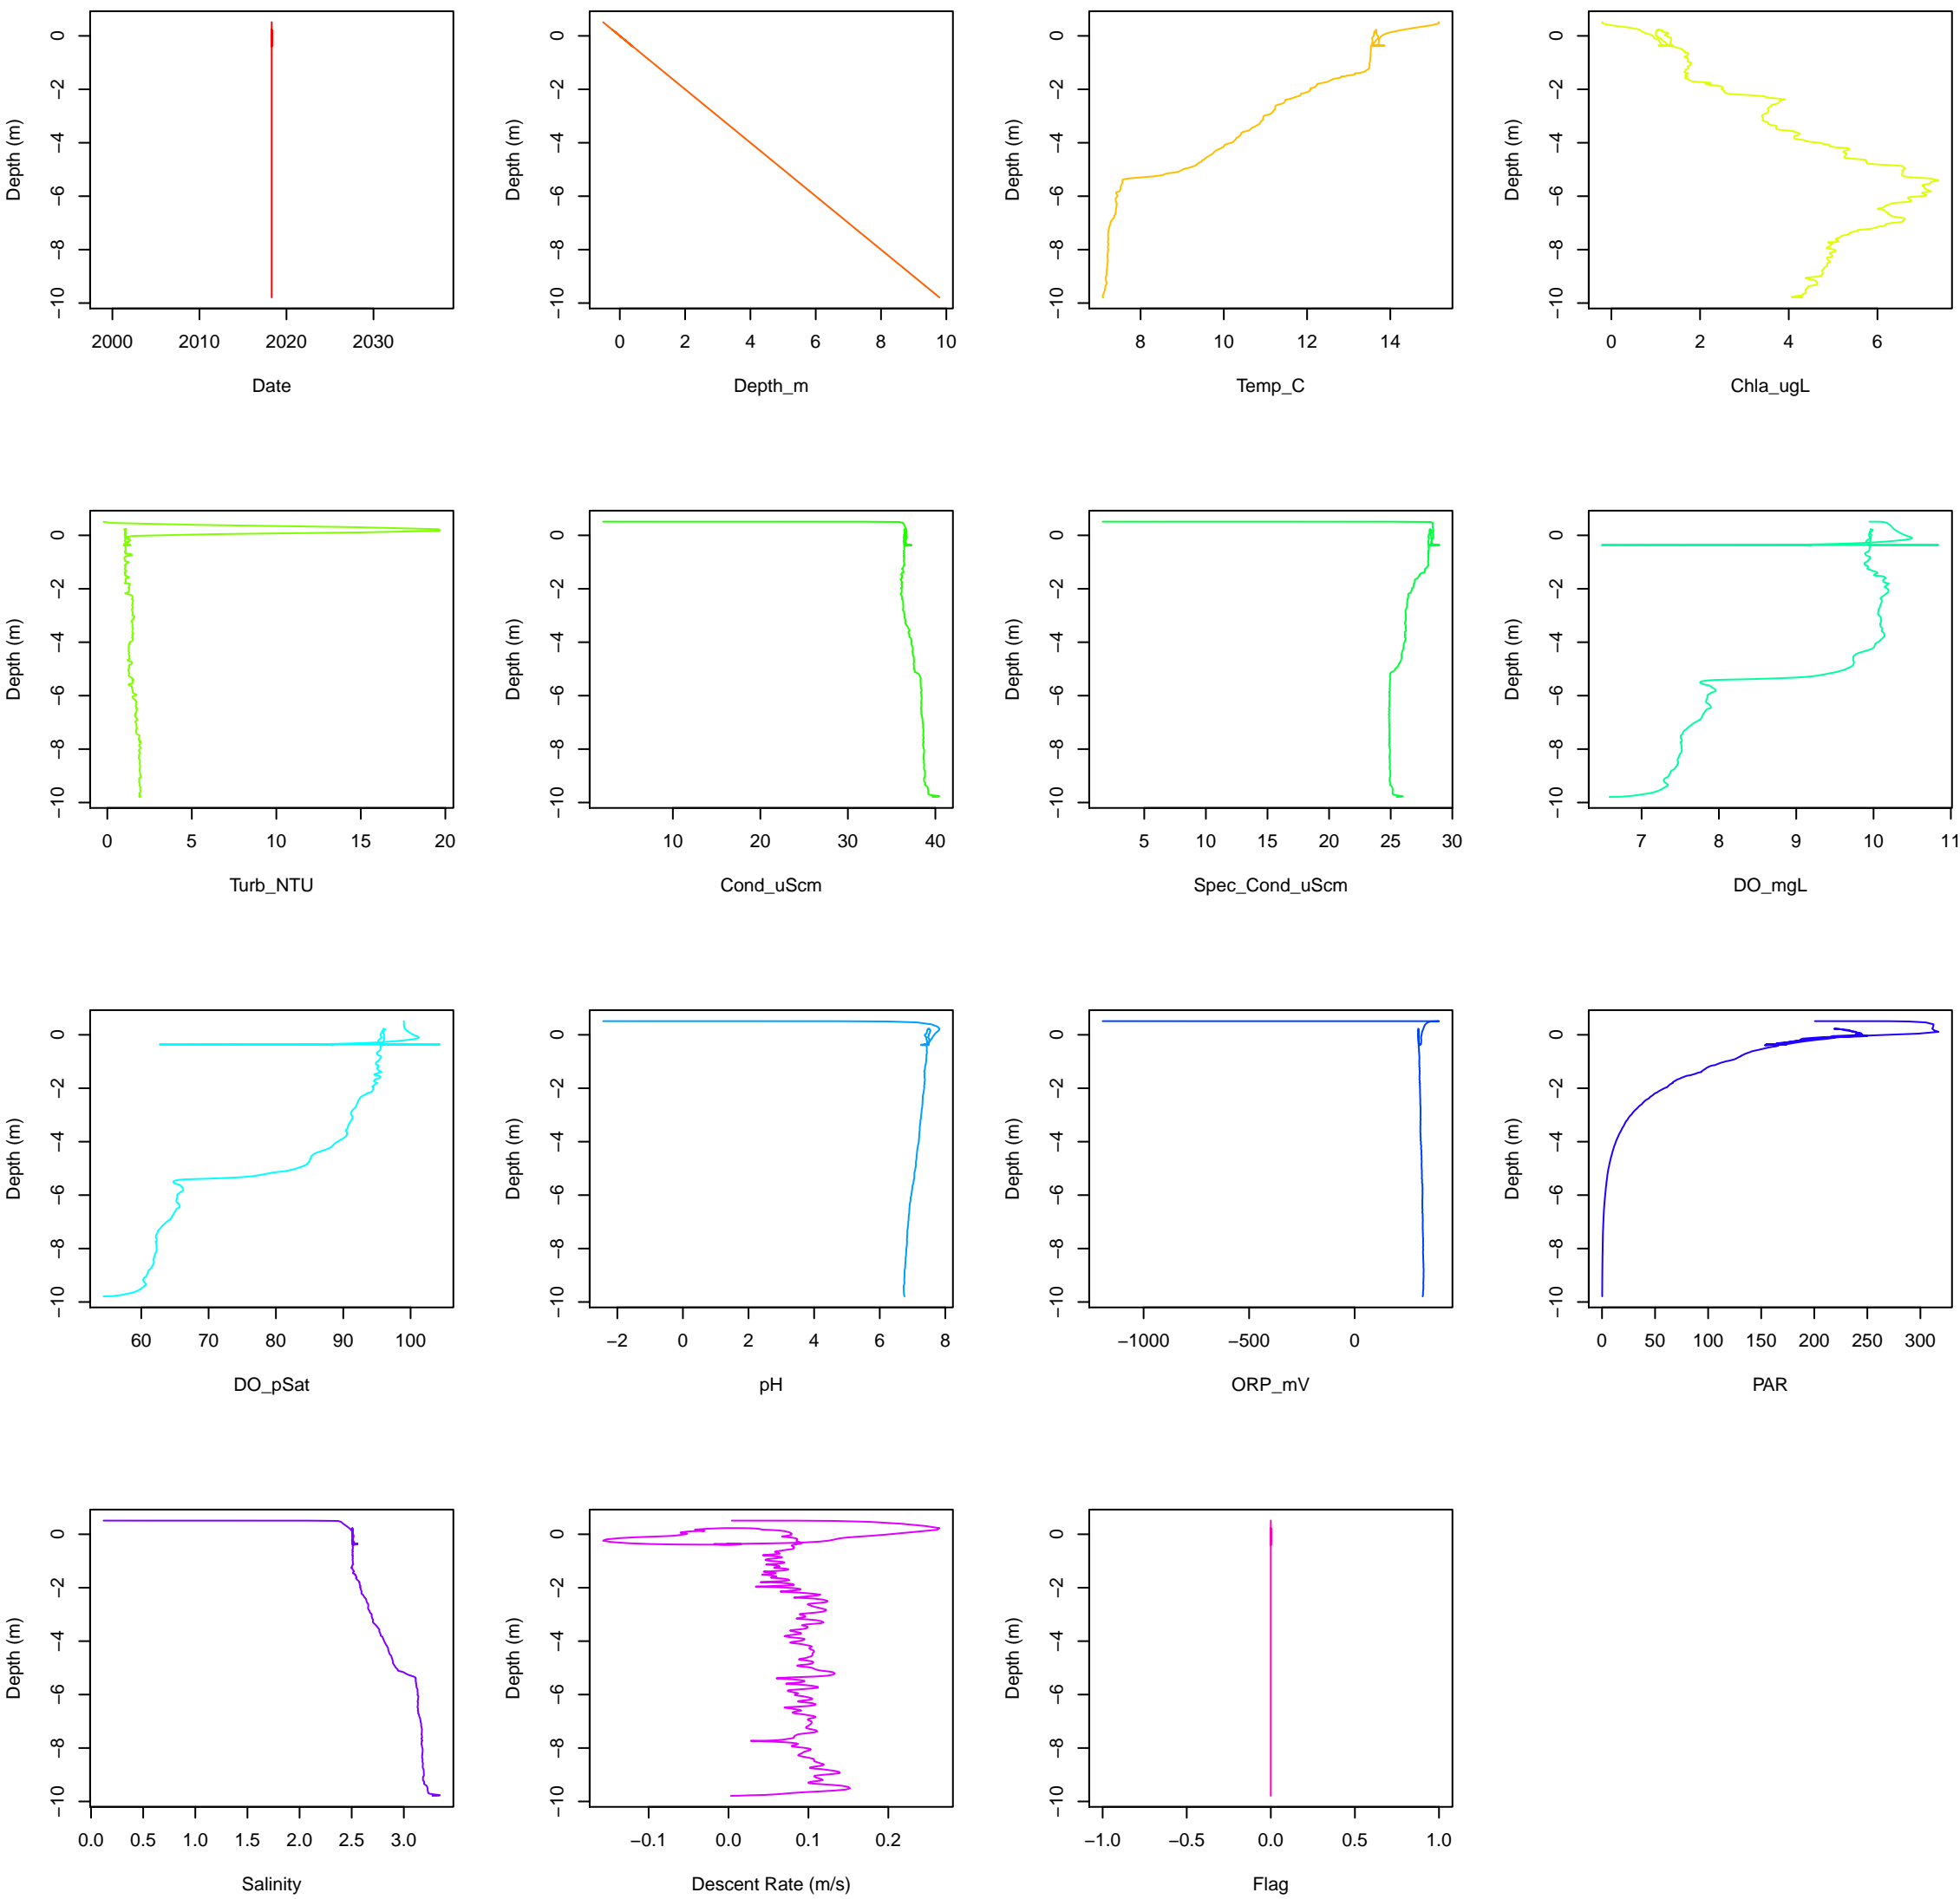 0 −2 −4 −6 −8 −10
Depth (m)
2000 2010 2020 2030
Date
0 −2 −4 −6 −8 −10
Depth (m)
0 2 4 6 8 10
Depth_m
0 −2 −4 −6 −8 −10
Depth (m)
8 10 12 14
Temp_C
0 −2 −4 −6 −8 −10
Depth (m)
0 2 4 6
Chla_ugL
0 −2 −4 −6 −8 −10
Depth (m)
0 5 10 15 20
Turb_NTU
0 −2 −4 −6 −8 −10
Depth (m)
10 20 30 40
Cond_uScm
0 −2 −4 −6 −8 −10
Depth (m)
5 10 15 20 25 30
Spec_Cond_uScm
0 −2 −4 −6 −8 −10
Depth (m)
7 8 9 10 11
DO_mgL
0 −2 −4 −6 −8 −10
Depth (m)
60 70 80 90 100
DO_pSat
0 −2 −4 −6 −8 −10
Depth (m)
−2 0 2 4 6 8
pH
0 −2 −4 −6 −8 −10
Depth (m)
−1000 −500 0
ORP_mV
0 −2 −4 −6 −8 −10
Depth (m)
0 50 100 150 200 250 300
PAR
0 −2 −4 −6 −8 −10
Depth (m)
0.0 0.5 1.0 1.5 2.0 2.5 3.0
Salinity
0 −2 −4 −6 −8 −10
Depth (m)
−0.1 0.0 0.1 0.2
Descent Rate (m/s)
0 −2 −4 −6 −8 −10
Depth (m)
−1.0 −0.5 0.0 0.5 1.0
Flag